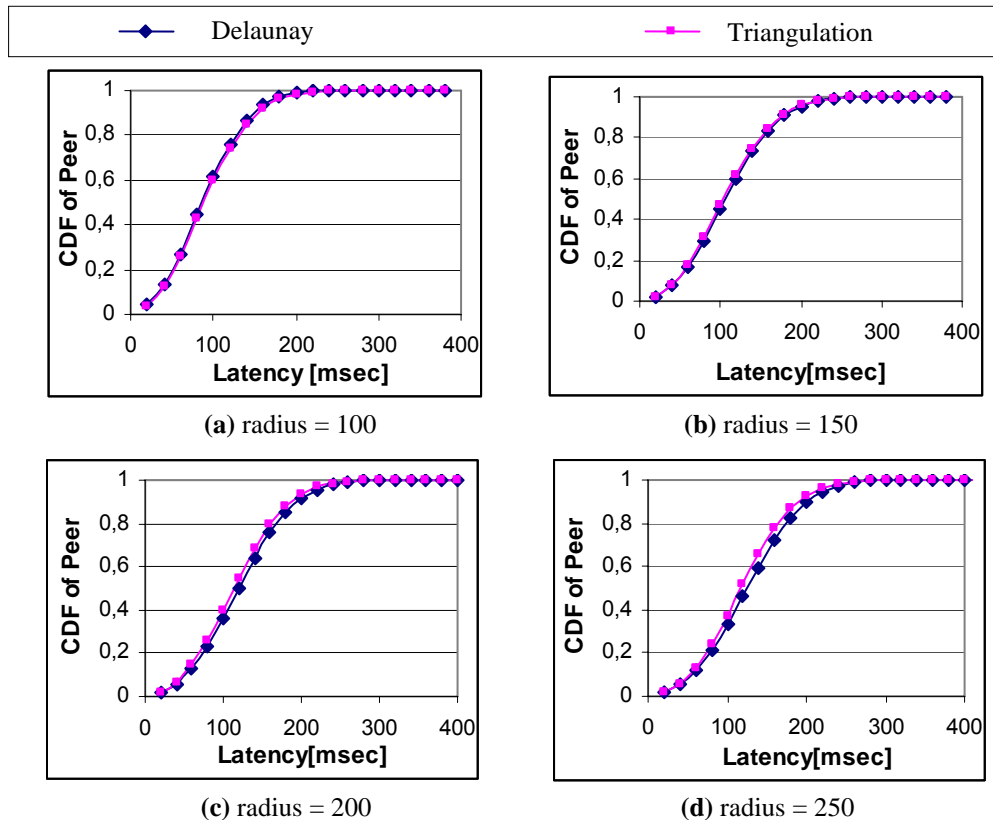 Delaunay Triangulation
CDF of Peer
1
0,8
0,6
0,4
0,2
0
0 100 200 300 400
Latency [msec]
(a) radius = 100
CDF of Peer
1
0,8
0,6
0,4
0,2
0
0 100 200 300 400
Latency[msec]
(b) radius = 150
CDF of Peer
1
0,8
0,6
0,4
0,2
0
0 100 200 300 400
Latency[msec]
(c) radius = 200
CDF of Peer
1
0,8
0,6
0,4
0,2
0
0 100 200 300 400
Latency[msec]
(d) radius = 250